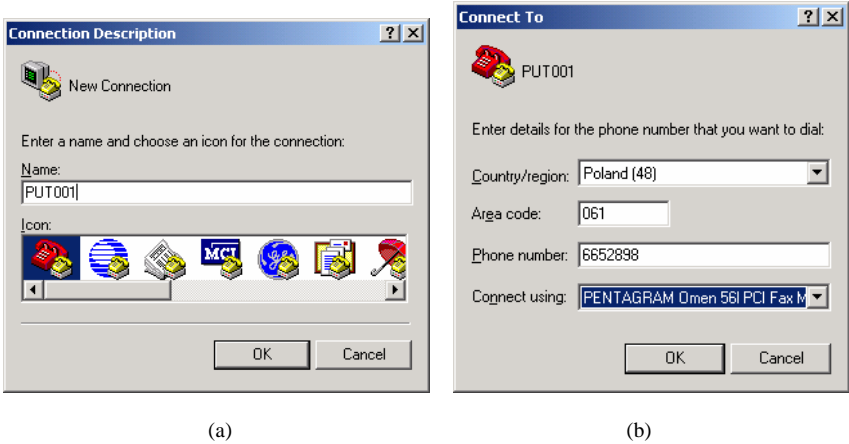 Connection Description
New Connection
Enter a name and choose an icon for the connection:
Name:
PUT001
Icon:
MCI
OK Cancel
(a)
Connect To
PUT001
Enter details for the phone number that you want to dial:
Country/region: Poland (48)
Area code: 061
Phone number: 6652898
Connect using: PENTAGRAM Omen 56I PCI Fax M
OK Cancel
(b)